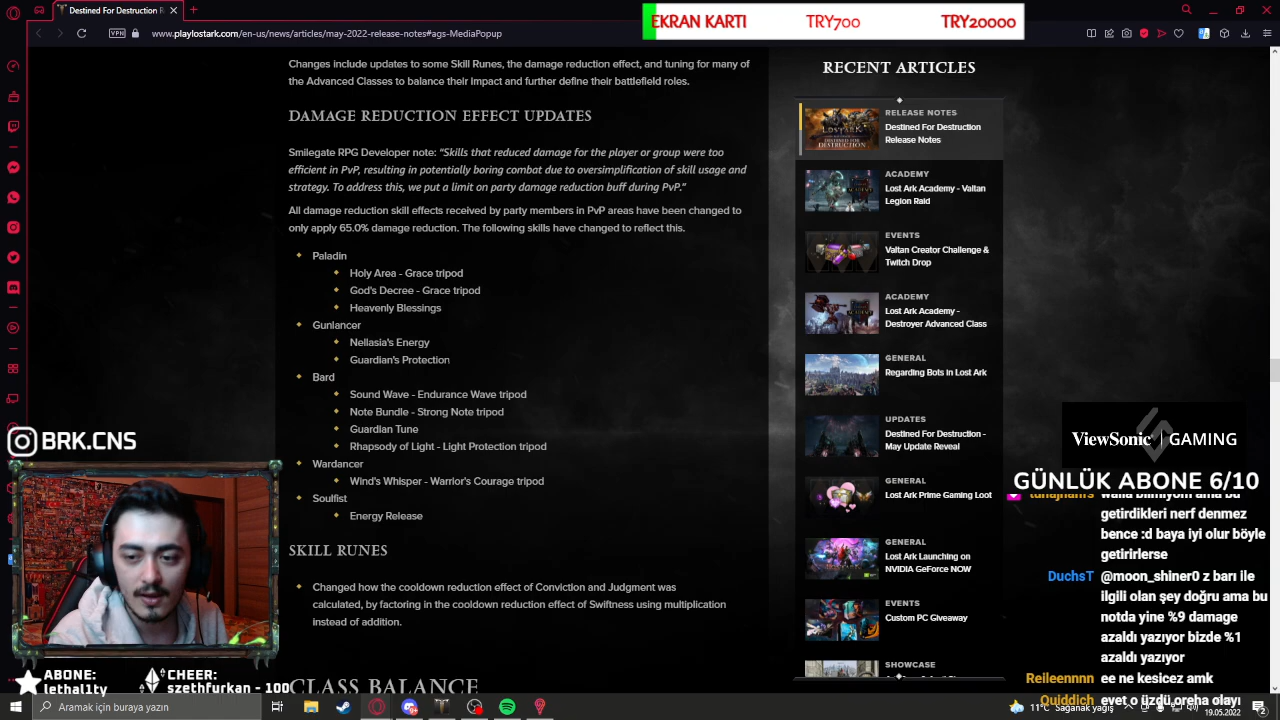 Destined For Destruction R
EKRAN KARTI TRY700 TRY20000
VPN
www.playlostark.com/en-us/
may-2022-release-notes#ags-MediaPopup
Changes include updates to some Skill Runes, the damage reduction effect, and tuning for many of
the Advanced Classes to balance their impact and further define their battlefield roles.
DAMAGE REDUCTION EFFECT UPDATES
Smilegate RPG Developer note: “Skills that reduced damage for the player or group were too
efficient in PvP, resulting in potentially boring combat due to oversimplification of skill usage and
strategy. To address this, we put a limit on party damage reduction buff during PvP.”
All damage reduction skill effects received by party members in PvP areas have been changed to
only apply 65.0% damage reduction. The following skills have changed to reflect this.
Paladin
Holy Area - Grace tripod
God's Decree - Grace tripod
Heavenly Blessings
Gunlancer
Nellasia's Energy
Guardian's Protection
Bard
Sound Wave - Endurance Wave tripod
Note Bundle - Strong Note tripod
Guardian Tune
Rhapsody of Light - Light Protection tripod
Wardancer
Wind's Whisper - Warrior's Courage tripod
Soulfist
Energy Release
SKILL RUNES
Changed how the cooldown reduction effect of Conviction and Judgment was
calculated, by factoring in the cooldown reduction effect of Swiftness using multiplication
instead of addition.
CLASS BALANCE
RECENT ARTICLES
RELEASE NOTES
Destined For Destruction
Release Notes
ACADEMY
Lost Ark Academy - Valtan
Legion Raid
EVENTS
Valtan Creator Challenge &
Twitch Drop
ACADEMY
Lost Ark Academy -
Destroyer Advanced Class
GENERAL
Regarding Bots in Lost Ark
UPDATES
Destined For Destruction -
May Update Reveal
GENERAL
Lost Ark Prime Gaming Loot
GENERAL
Lost Ark Launching on
NVIDIA GeForce NOW
EVENTS
Custom PC Giveaway
SHOWCASE
BRK.CNS
ABONE:
lethal1ty
CHEER:
szethfurkan - 100
ViewSonic GAMING
GÜNLÜK ABONE 6/10
getirdikleri nerf denmez
bence :d baya iyi olur böyle
getirirlerse
DuchsT @moon_shiner0 z barı ile
ilgili olan şey doğru ama bu
notda yine %9 damage
azaldı yazıyor bizde %1
azaldı yazıyor
Reileennnn ee ne kesicez amk
Quiddich evet o üzdü oreha olayı
Aramak için buraya yazın
11°C Sağanak yağış
19.05.2022
2